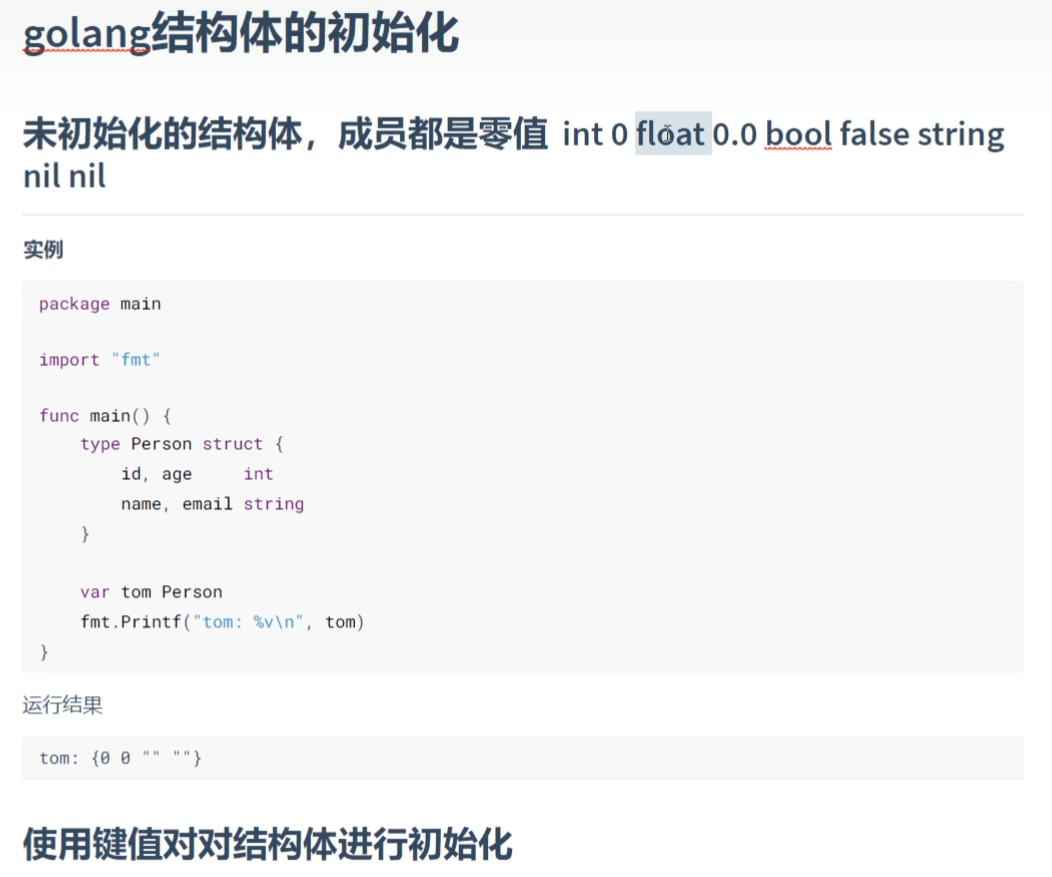 golang结构体的初始化
未初始化的结构体，成员都是零值 int 0 float 0.0 bool false string
nil nil
实例
package main
import "fmt"
func main() {
    type Person struct {
        id, age     int
        name, email string
    }
    var tom Person
    fmt.Printf("tom: %v\n", tom)
}
运行结果
tom: {0 0 "" ""}
使用键值对对结构体进行初始化